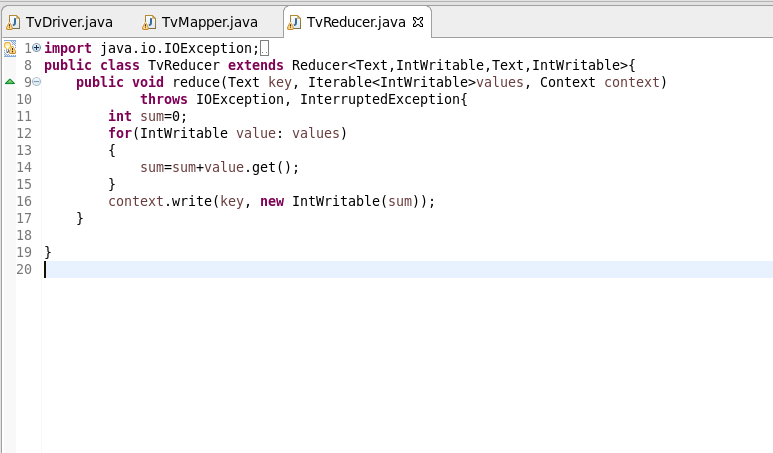 TvDriver.java TvMapper.java TvReducer.java
1 import java.io.IOException;
8 public class TvReducer extends Reducer<Text,IntWritable,Text,IntWritable>{
9 public void reduce(Text key, Iterable<IntWritable>values, Context context)
10 throws IOException, InterruptedException{
11 int sum=0;
12 for(IntWritable value: values)
13 {
14 sum=sum+value.get();
15 }
16 context.write(key, new IntWritable(sum));
17 }
18
19 }
20